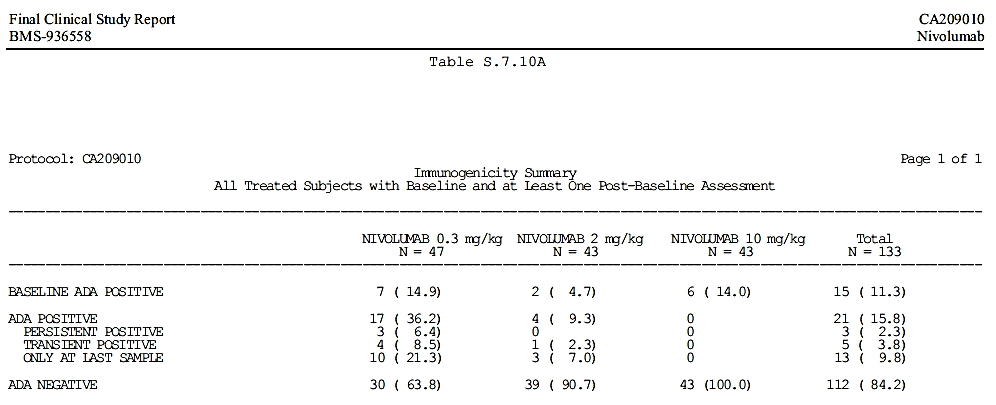 Final Clinical Study Report CA209010
BMS-936558 Nivolumab
Table S.7.10A
Protocol: CA209010 Page 1 of 1
Immunogenicity Summary
All Treated Subjects with Baseline and at Least One Post-Baseline Assessment
NIVOLUMAB 0.3 mg/kg NIVOLUMAB 2 mg/kg NIVOLUMAB 10 mg/kg Total
N = 47 N = 43 N = 43 N = 133
BASELINE ADA POSITIVE 7 ( 14.9) 2 ( 4.7) 6 ( 14.0) 15 ( 11.3)
ADA POSITIVE 17 ( 36.2) 4 ( 9.3) 0 21 ( 15.8)
PERSISTENT POSITIVE 3 ( 6.4) 0 0 3 ( 2.3)
TRANSIENT POSITIVE 4 ( 8.5) 1 ( 2.3) 0 5 ( 3.8)
ONLY AT LAST SAMPLE 10 ( 21.3) 3 ( 7.0) 0 13 ( 9.8)
ADA NEGATIVE 30 ( 63.8) 39 ( 90.7) 43 (100.0) 112 ( 84.2)